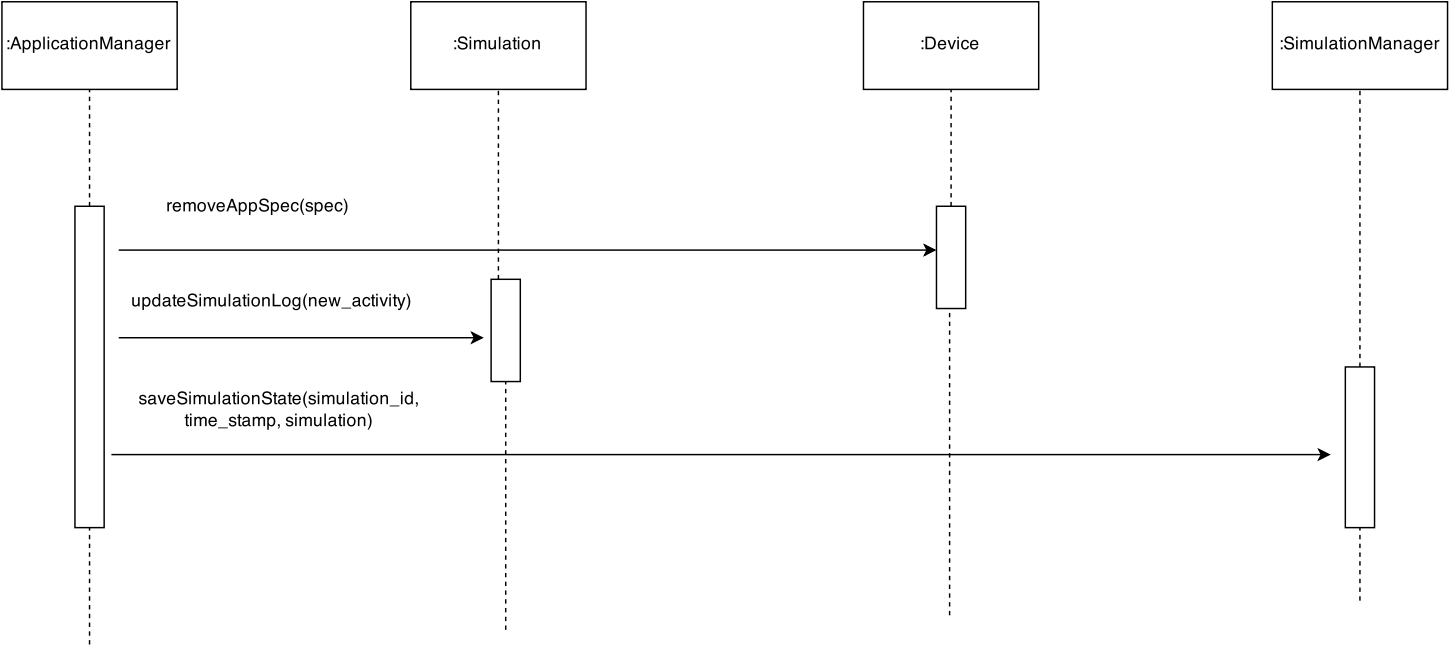 :ApplicationManager
:Simulation
:Device
:SimulationManager
removeAppSpec(spec)
updateSimulationLog(new_activity)
saveSimulationState(simulation_id,
time_stamp, simulation)